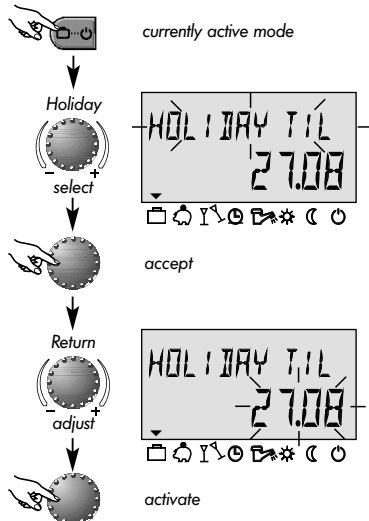 currently active mode
Holiday
HOLIDAY TIL
27.08
- +
select
accept
Return
HOLIDAY TIL
27.08
- +
adjust
activate